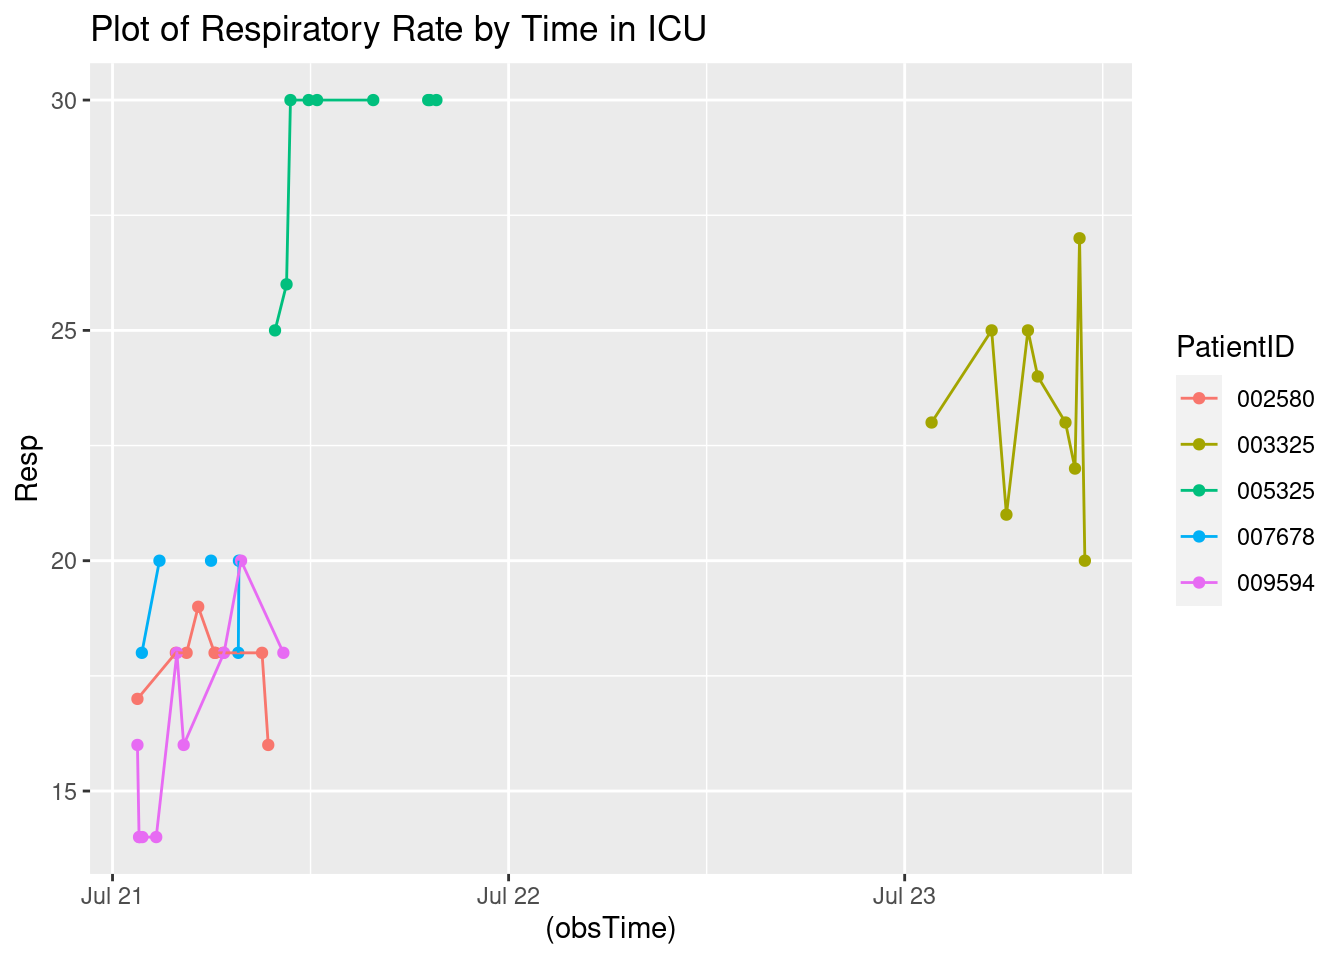 Plot of Respiratory Rate by Time in ICU
30
25
20
15
Resp
Jul 21
Jul 22
Jul 23
(obsTime)
PatientID
002580
003325
005325
007678
009594